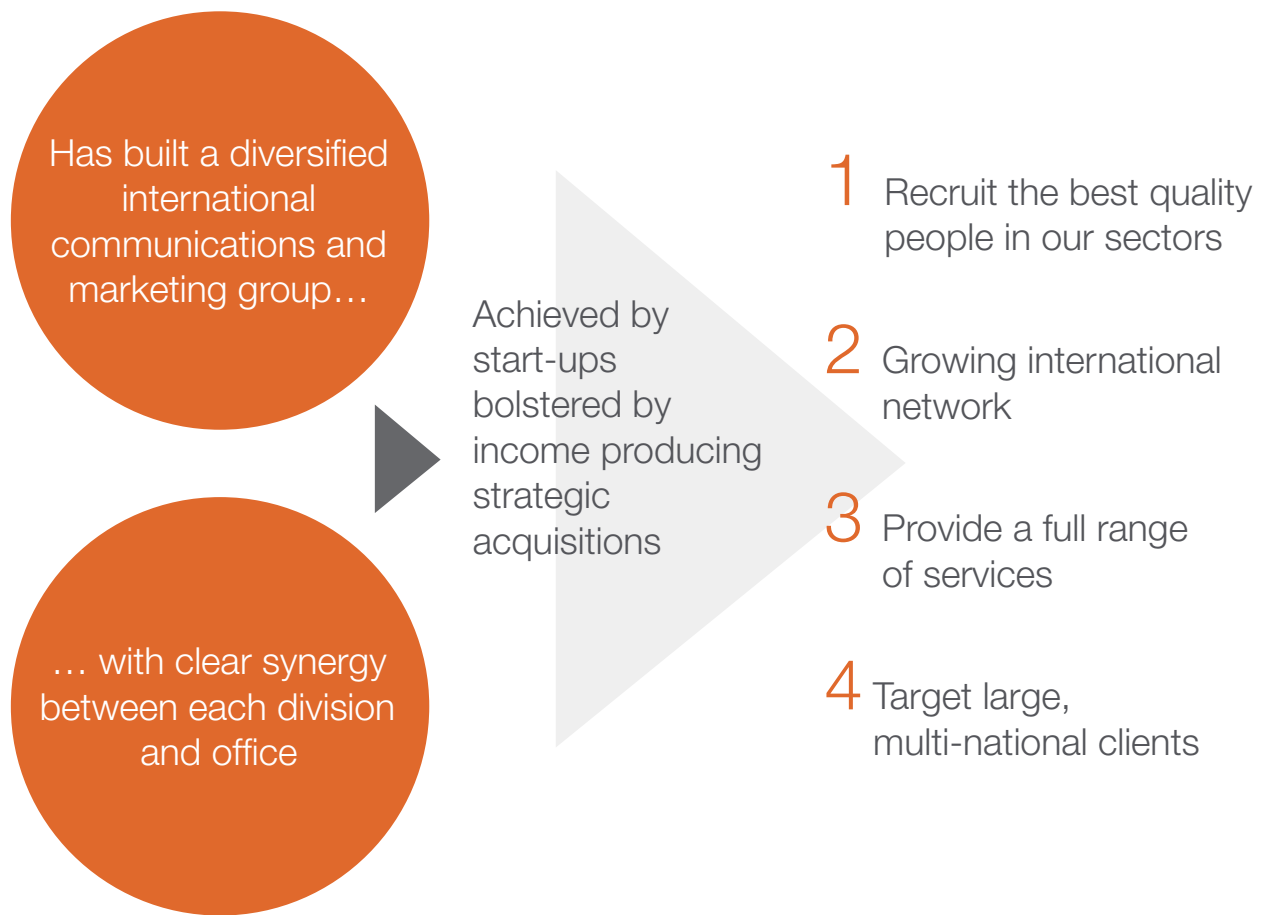 Has built a diversified
international
communications and
marketing group…
… with clear synergy
between each division
and office
Achieved by
start-ups
bolstered by
income producing
strategic
acquisitions
1 Recruit the best quality
people in our sectors
2 Growing international
network
3 Provide a full range
of services
4 Target large,
multi-national clients